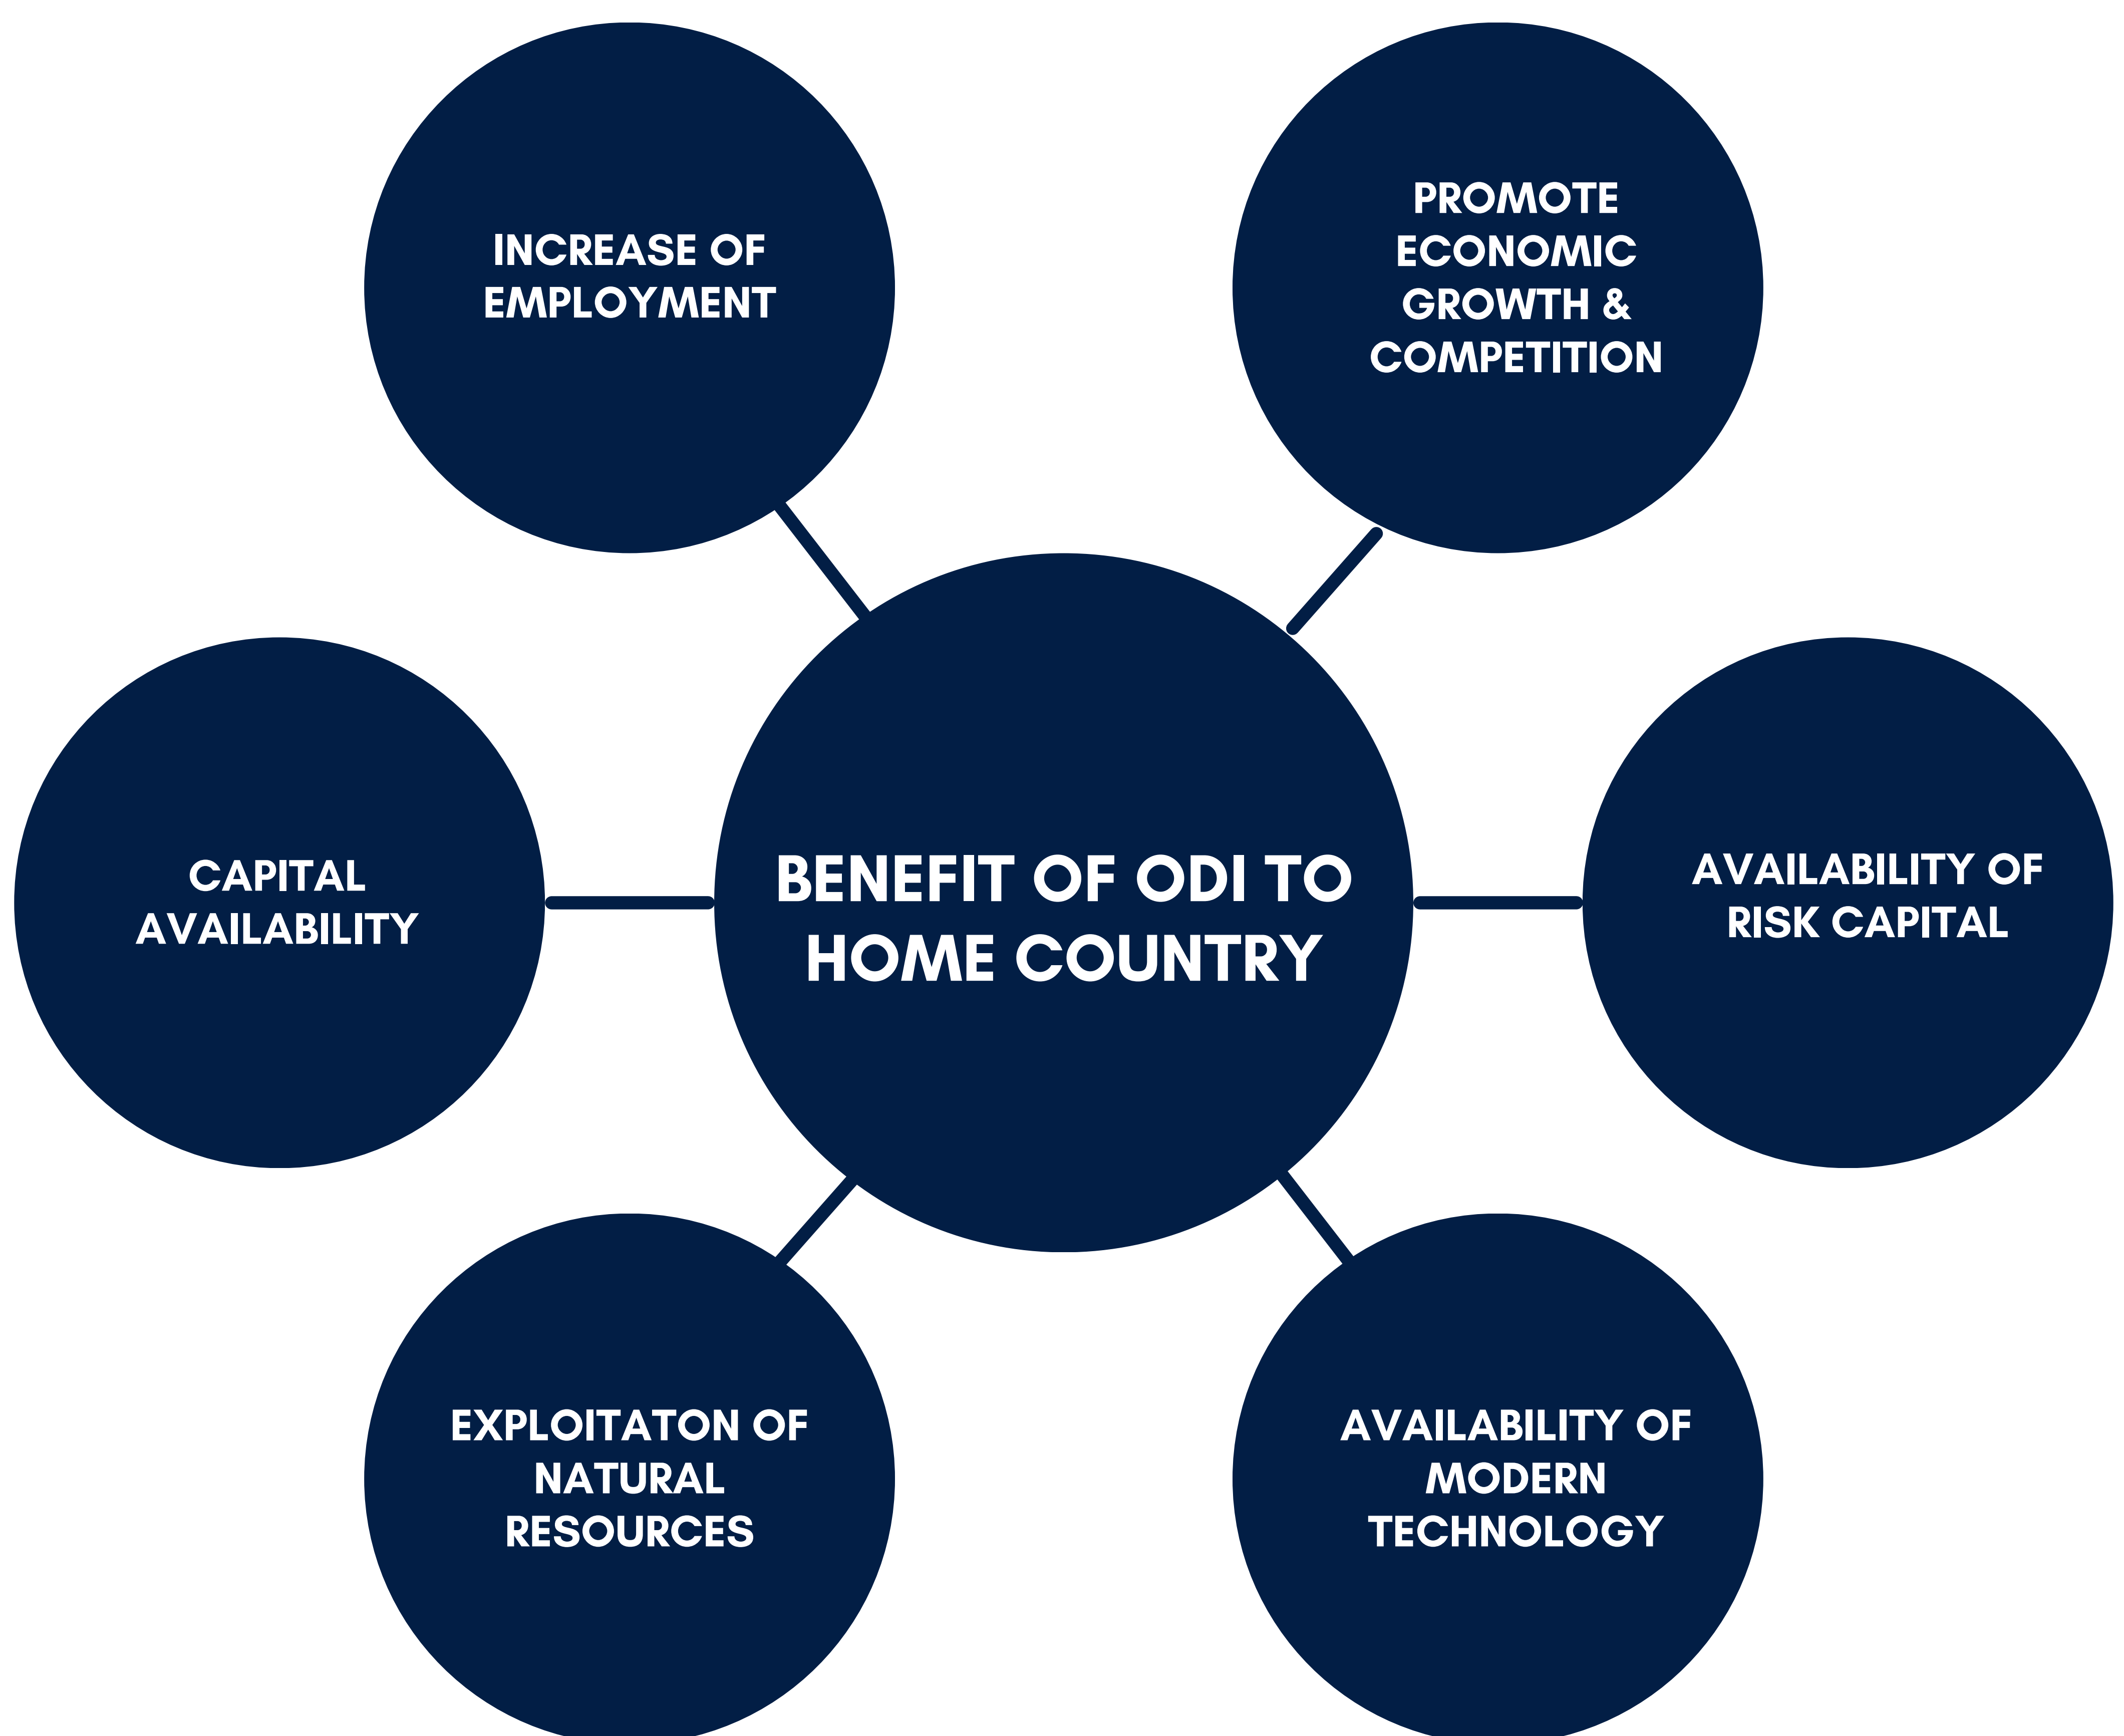 INCREASE OF
EMPLOYMENT
PROMOTE
ECONOMIC
GROWTH &
COMPETITION
CAPITAL
AVAILABILITY
BENEFIT OF ODI TO
HOME COUNTRY
AVAILABILITY OF
RISK CAPITAL
EXPLOITATON OF
NATURAL
RESOURCES
AVAILABILITY OF
MODERN
TECHNOLOGY